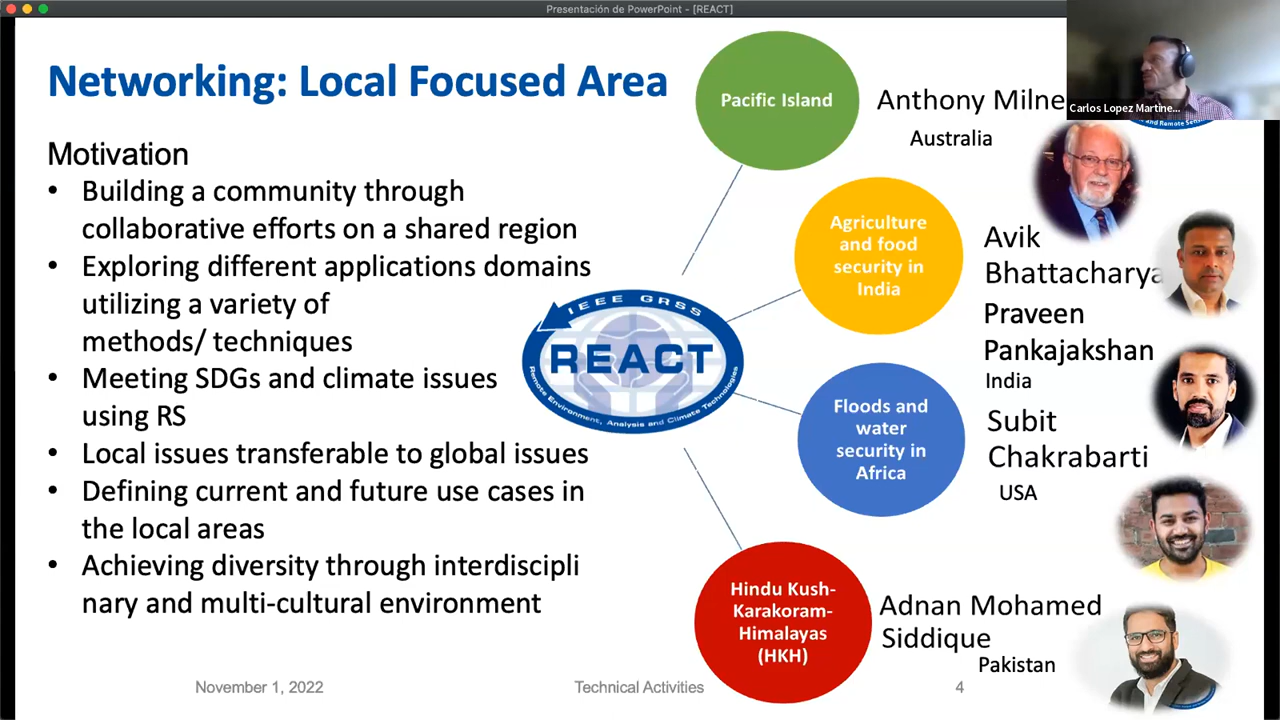 Presentación de PowerPoint - [REACT]
Networking: Local Focused Area
Motivation
• Building a community through
collaborative efforts on a shared region
• Exploring different applications domains
utilizing a variety of
methods/ techniques
• Meeting SDGs and climate issues
using RS
• Local issues transferable to global issues
• Defining current and future use cases in
the local areas
• Achieving diversity through interdiscipli
nary and multi-cultural environment
IEEE GRSS
REACT
Remote Environment, Analysis and Climate Technologies
Pacific Island
Anthony Milne
Australia
Carlos Lopez Martine...
Agriculture
and food
security in
India
Avik
Bhattacharya
Praveen
Pankajakshan
India
Floods and
water
security in
Africa
Subit
Chakrabarti
USA
Hindu Kush-
Karakoram-
Himalayas
(HKH)
Adnan Mohamed
Siddique
Pakistan
November 1, 2022
Technical Activities
4